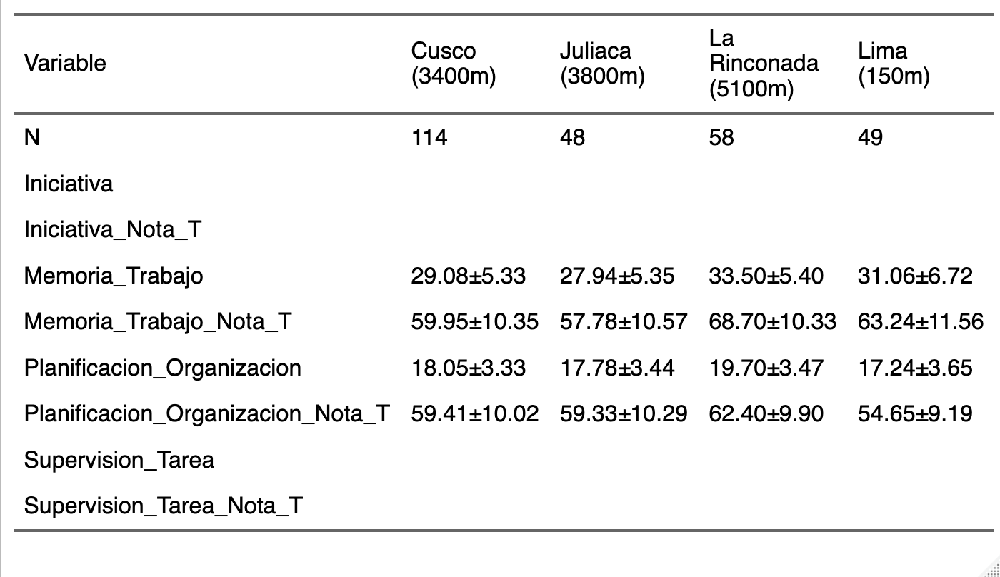 Variable Cusco (3400m) Juliaca (3800m) La Rinconada (5100m) Lima (150m)
N 114 48 58 49
Iniciativa
Iniciativa_Nota_T
Memoria_Trabajo 29.08±5.33 27.94±5.35 33.50±5.40 31.06±6.72
Memoria_Trabajo_Nota_T 59.95±10.35 57.78±10.57 68.70±10.33 63.24±11.56
Planificacion_Organizacion 18.05±3.33 17.78±3.44 19.70±3.47 17.24±3.65
Planificacion_Organizacion_Nota_T 59.41±10.02 59.33±10.29 62.40±9.90 54.65±9.19
Supervision_Tarea
Supervision_Tarea_Nota_T